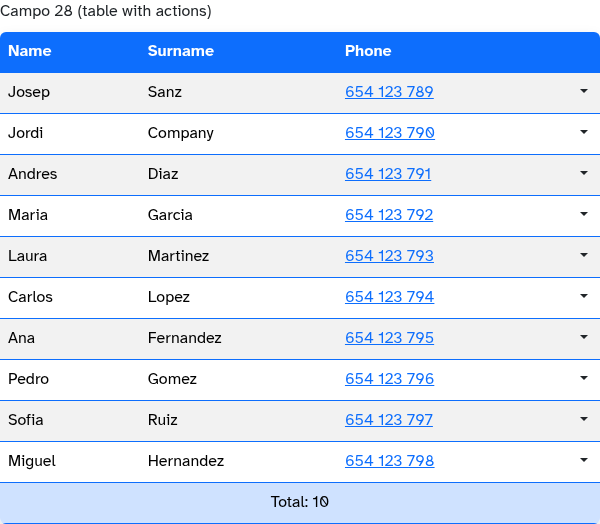 Campo 28 (table with actions)
Name Surname Phone
Josep Sanz 654 123 789
Jordi Company 654 123 790
Andres Diaz 654 123 791
Maria Garcia 654 123 792
Laura Martinez 654 123 793
Carlos Lopez 654 123 794
Ana Fernandez 654 123 795
Pedro Gomez 654 123 796
Sofia Ruiz 654 123 797
Miguel Hernandez 654 123 798
Total: 10